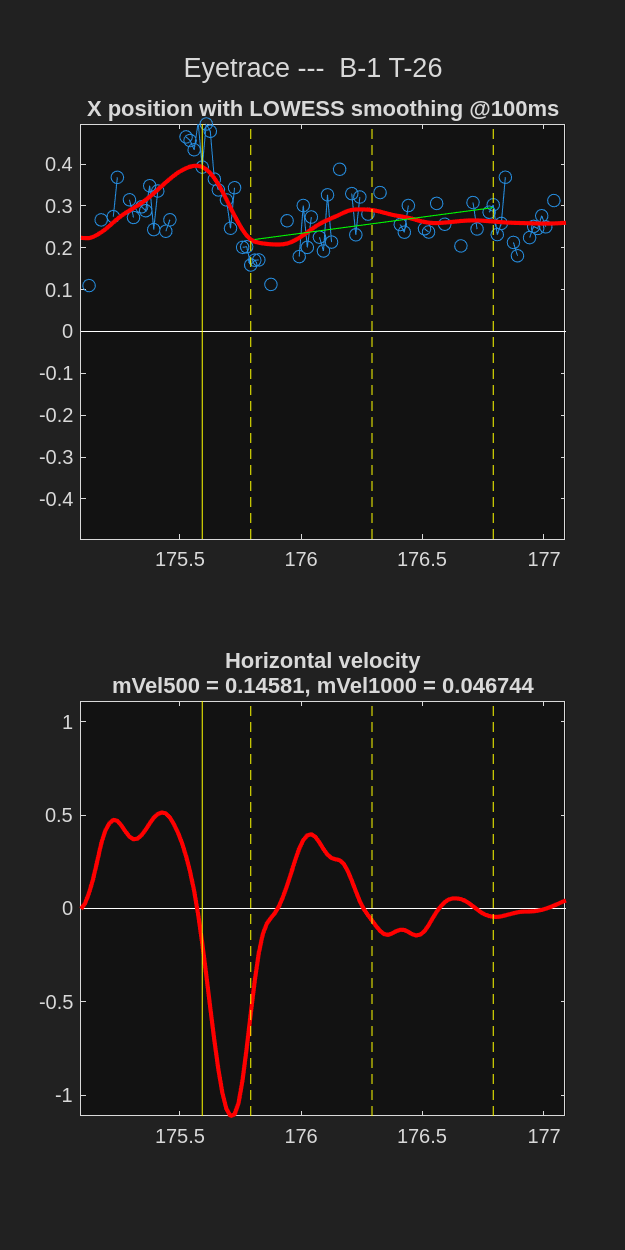 Eyetrace ---  B-1 T-26
X position with LOWESS smoothing @100ms
0.4
0.3
0.2
0.1
0
-0.1
-0.2
-0.3
-0.4
175.5 176 176.5 177
Horizontal velocity
mVel500 = 0.14581, mVel1000 = 0.046744
1
0.5
0
-0.5
-1
175.5 176 176.5 177